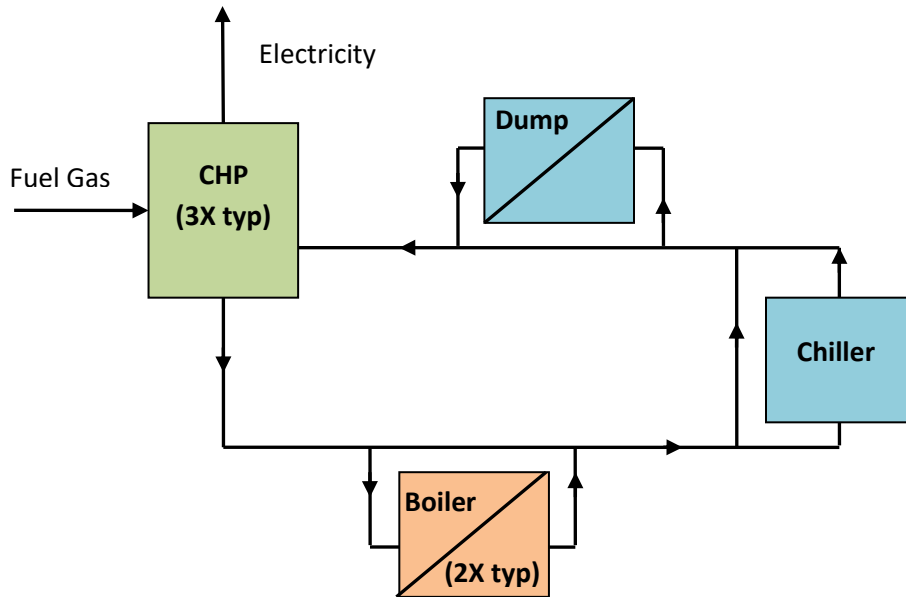 Electricity
Dump
Fuel Gas
CHP
(3X typ)
Chiller
Boiler
(2X typ)